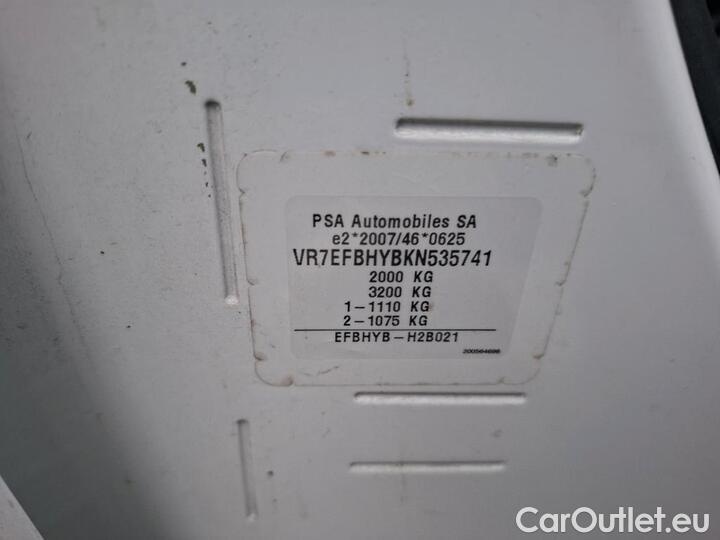 PSA Automobiles SA
e2*2007/46*0625
VR7EFBHYBKN535741
2000 KG
3200 KG
1-1110 KG
2-1075 KG
EFBHYB-H2B021
200564696
CarOutlet.eu